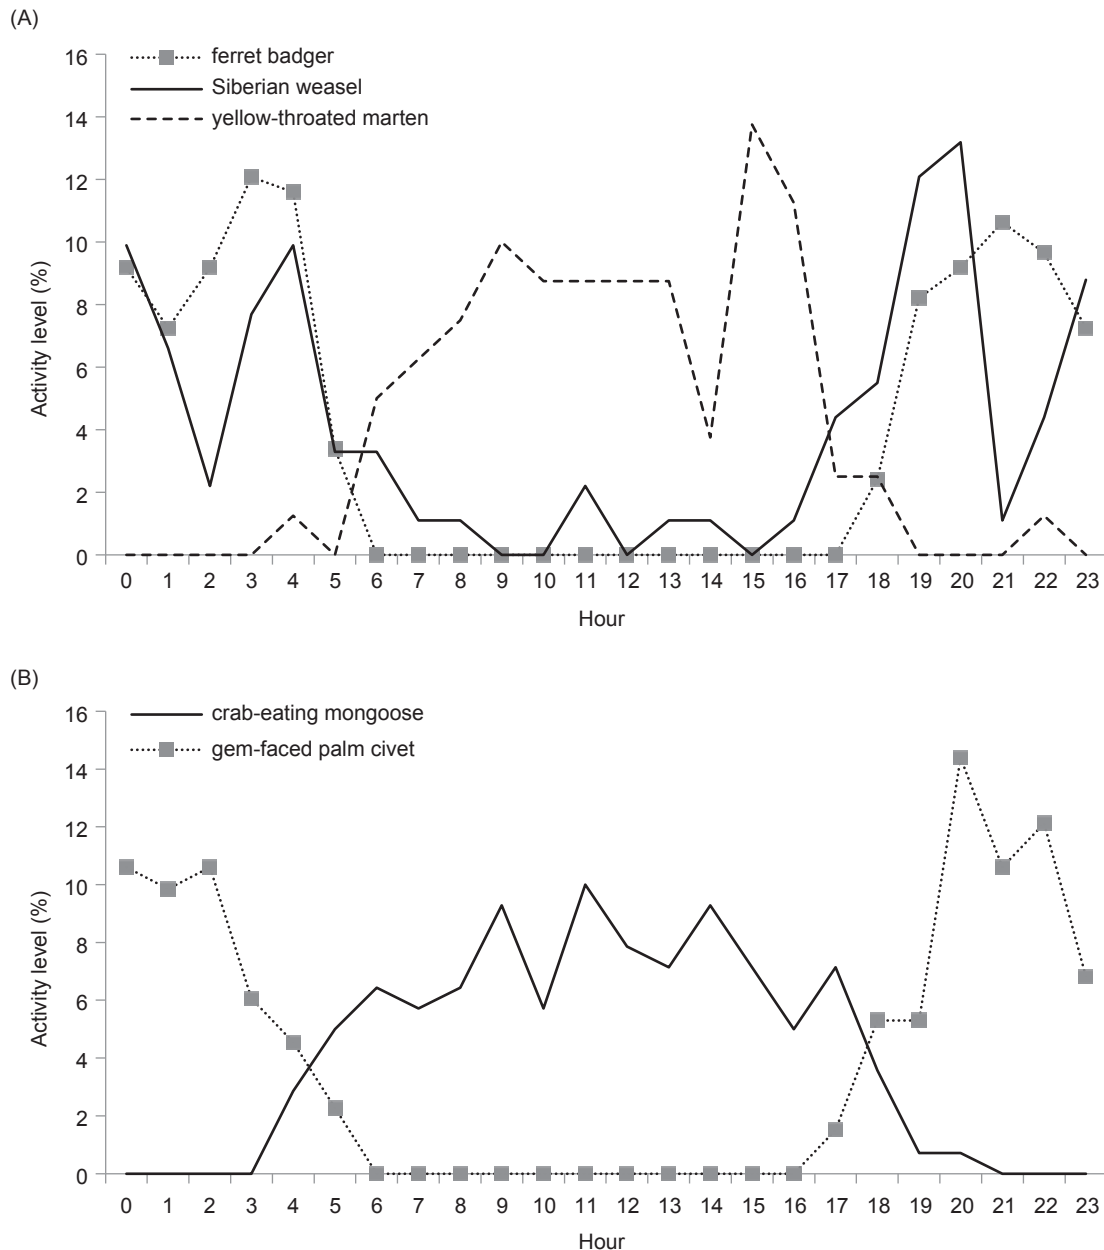 (A)
16
ferret badger
Siberian weasel
14
yellow-throated marten
12
10
8
6
4
2
0
Activity level (%)
0 1 2 3 4 5 6 7 8 9 10 11 12 13 14 15 16 17 18 19 20 21 22 23
Hour
(B)
16
crab-eating mongoose
gem-faced palm civet
14
12
10
8
6
4
2
0
Activity level (%)
0 1 2 3 4 5 6 7 8 9 10 11 12 13 14 15 16 17 18 19 20 21 22 23
Hour